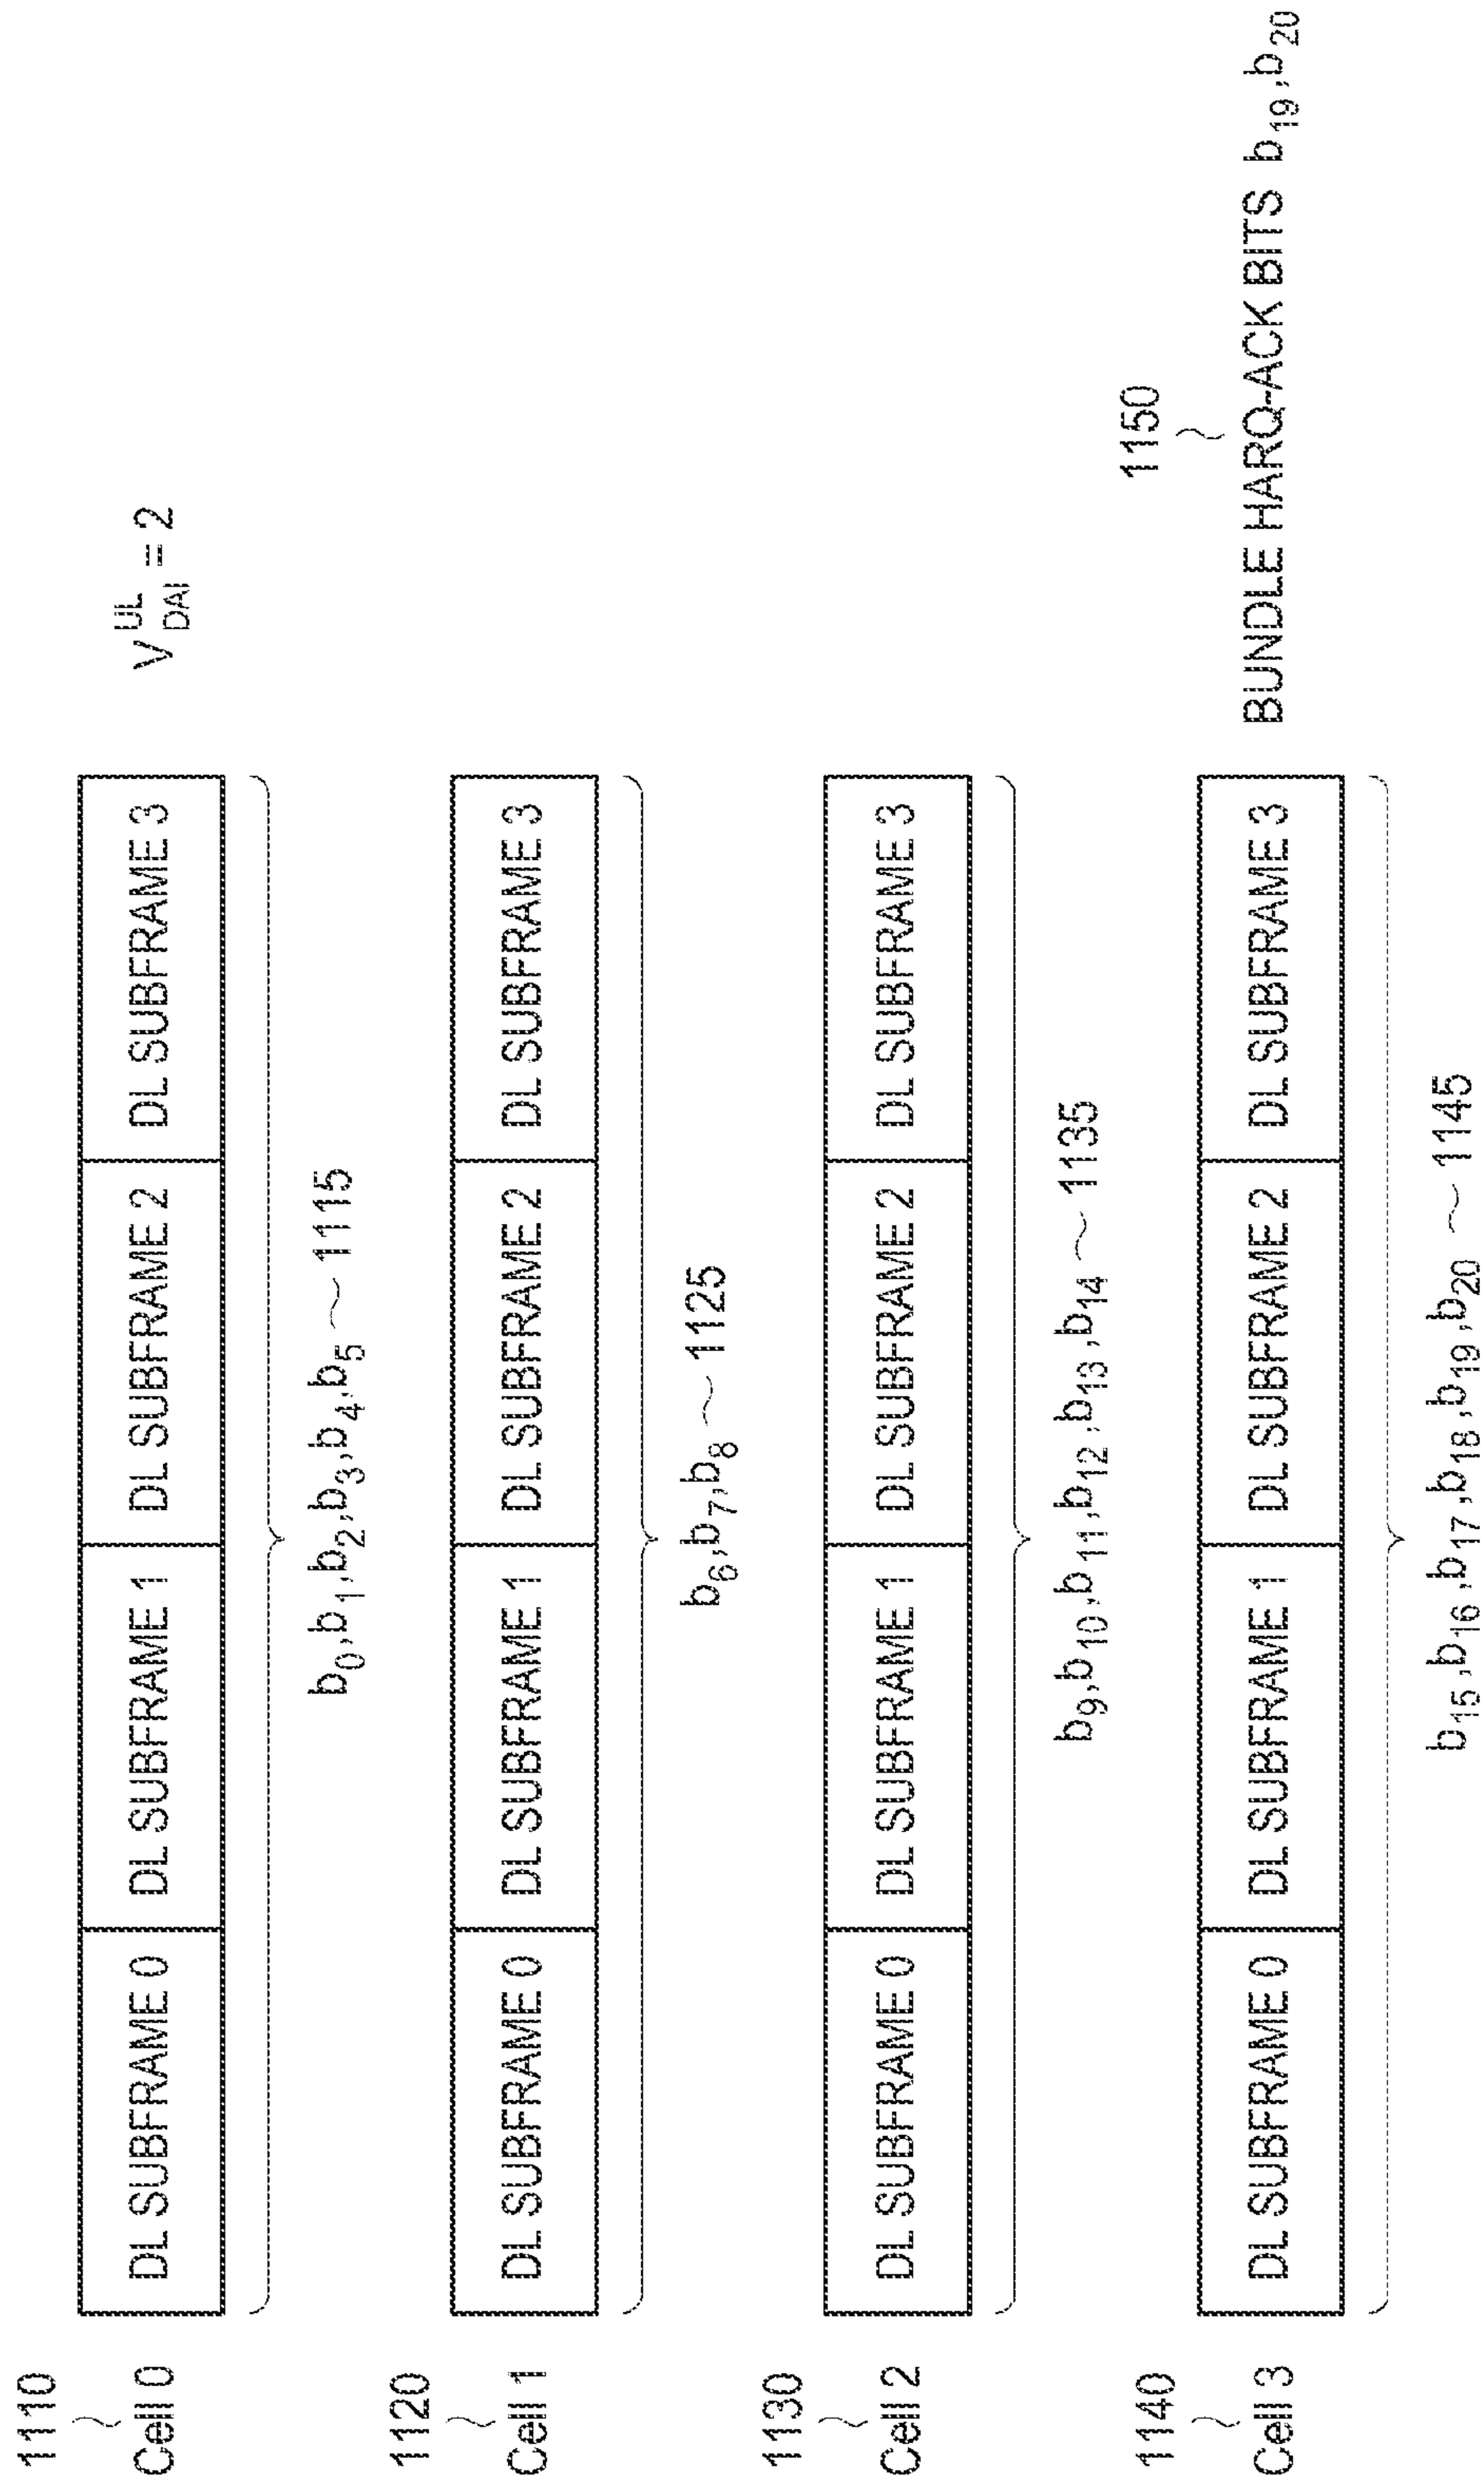 1110
Cell 0
DL SUBFRAME 0 DL SUBFRAME 1 DL SUBFRAME 2 DL SUBFRAME 3
V^UL_DAI = 2
b0,b1,b2,b3,b4,b5 ~ 1115
1120
Cell 1
DL SUBFRAME 0 DL SUBFRAME 1 DL SUBFRAME 2 DL SUBFRAME 3
b6,b7,b8 ~ 1125
1130
Cell 2
DL SUBFRAME 0 DL SUBFRAME 1 DL SUBFRAME 2 DL SUBFRAME 3
b9,b10,b11,b12,b13,b14 ~ 1135
1140
Cell 3
DL SUBFRAME 0 DL SUBFRAME 1 DL SUBFRAME 2 DL SUBFRAME 3
1150
BUNDLE HARQ-ACK BITS b19,b20
b15,b16,b17,b18,b19,b20 ~ 1145